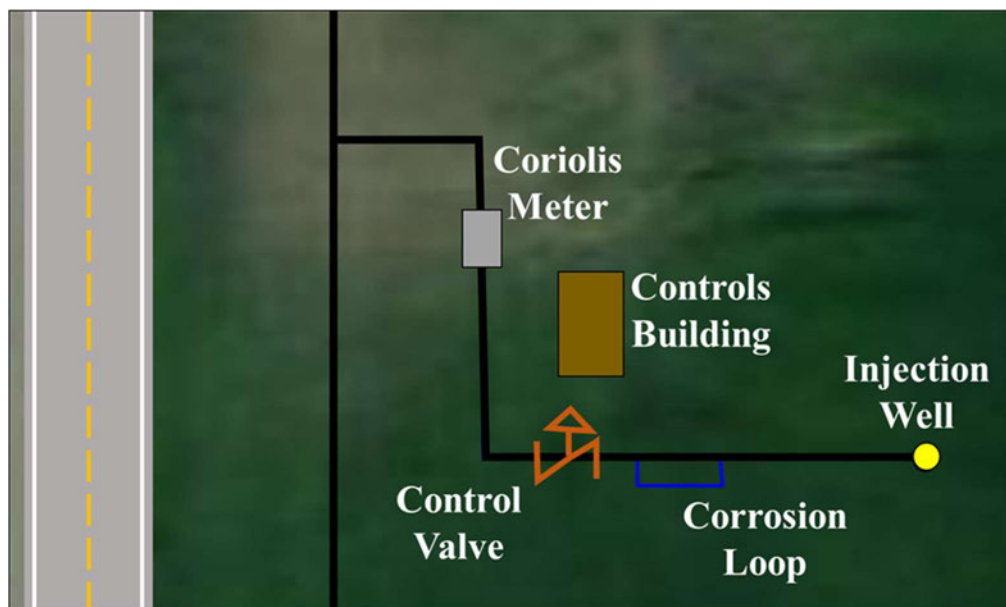 Coriolis
Meter
Controls
Building
Injection
Well
Control
Valve
Corrosion
Loop